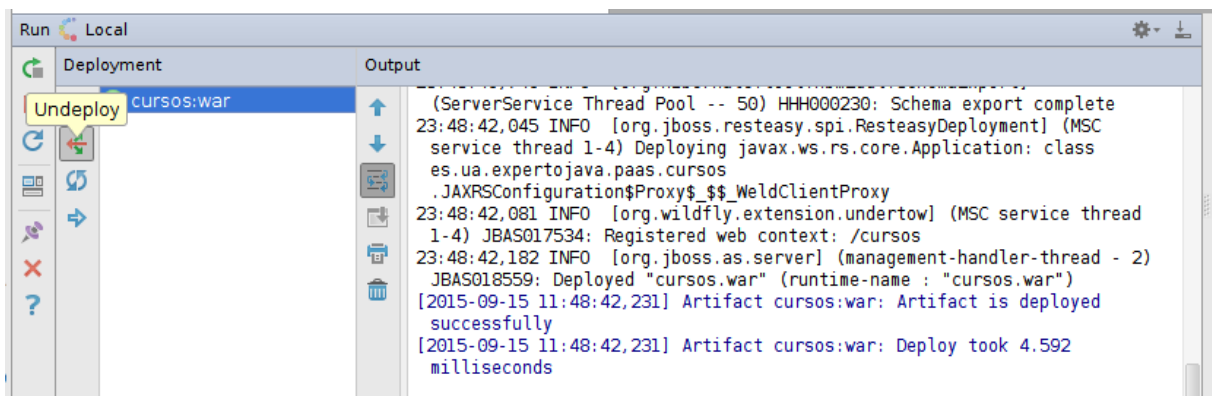 Run Local
Deployment
Output
Undeploy
cursos:war
(ServerService Thread Pool -- 50) HHH000230: Schema export complete
23:48:42,045 INFO  [org.jboss.resteasy.spi.ResteasyDeployment] (MSC
service thread 1-4) Deploying javax.ws.rs.core.Application: class
es.ua.expertojava.paas.cursos
.JAXRSConfiguration$Proxy$_$$_WeldClientProxy
23:48:42,081 INFO  [org.wildfly.extension.undertow] (MSC service thread
1-4) JBAS017534: Registered web context: /cursos
23:48:42,182 INFO  [org.jboss.as.server] (management-handler-thread - 2)
JBAS018559: Deployed "cursos.war" (runtime-name : "cursos.war")
[2015-09-15 11:48:42,231] Artifact cursos:war: Artifact is deployed
successfully
[2015-09-15 11:48:42,231] Artifact cursos:war: Deploy took 4.592
milliseconds